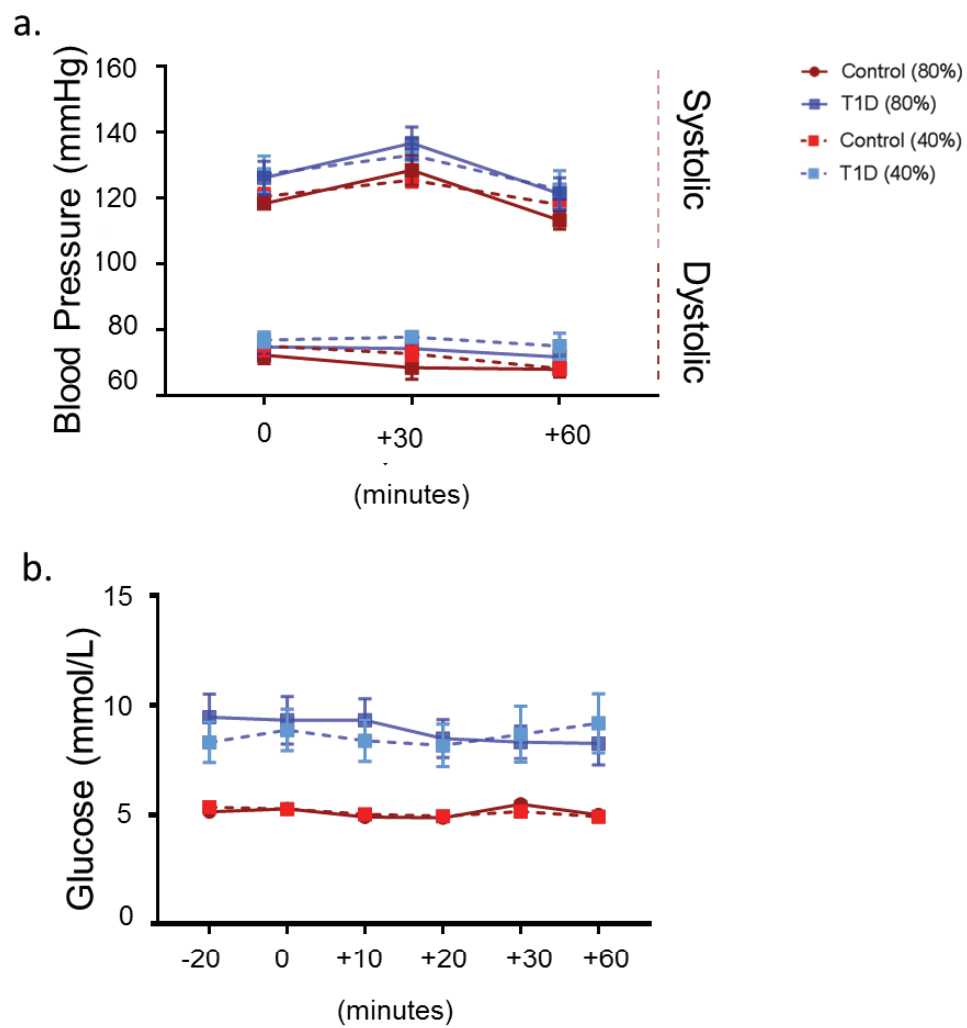 a.
Blood Pressure (mmHg)
160
140
120
100
80
60
0
+30
+60
(minutes)
Systolic
Dystolic
Control (80%)
T1D (80%)
Control (40%)
T1D (40%)
b.
Glucose (mmol/L)
15
10
5
0
-20
0
+10
+20
+30
+60
(minutes)